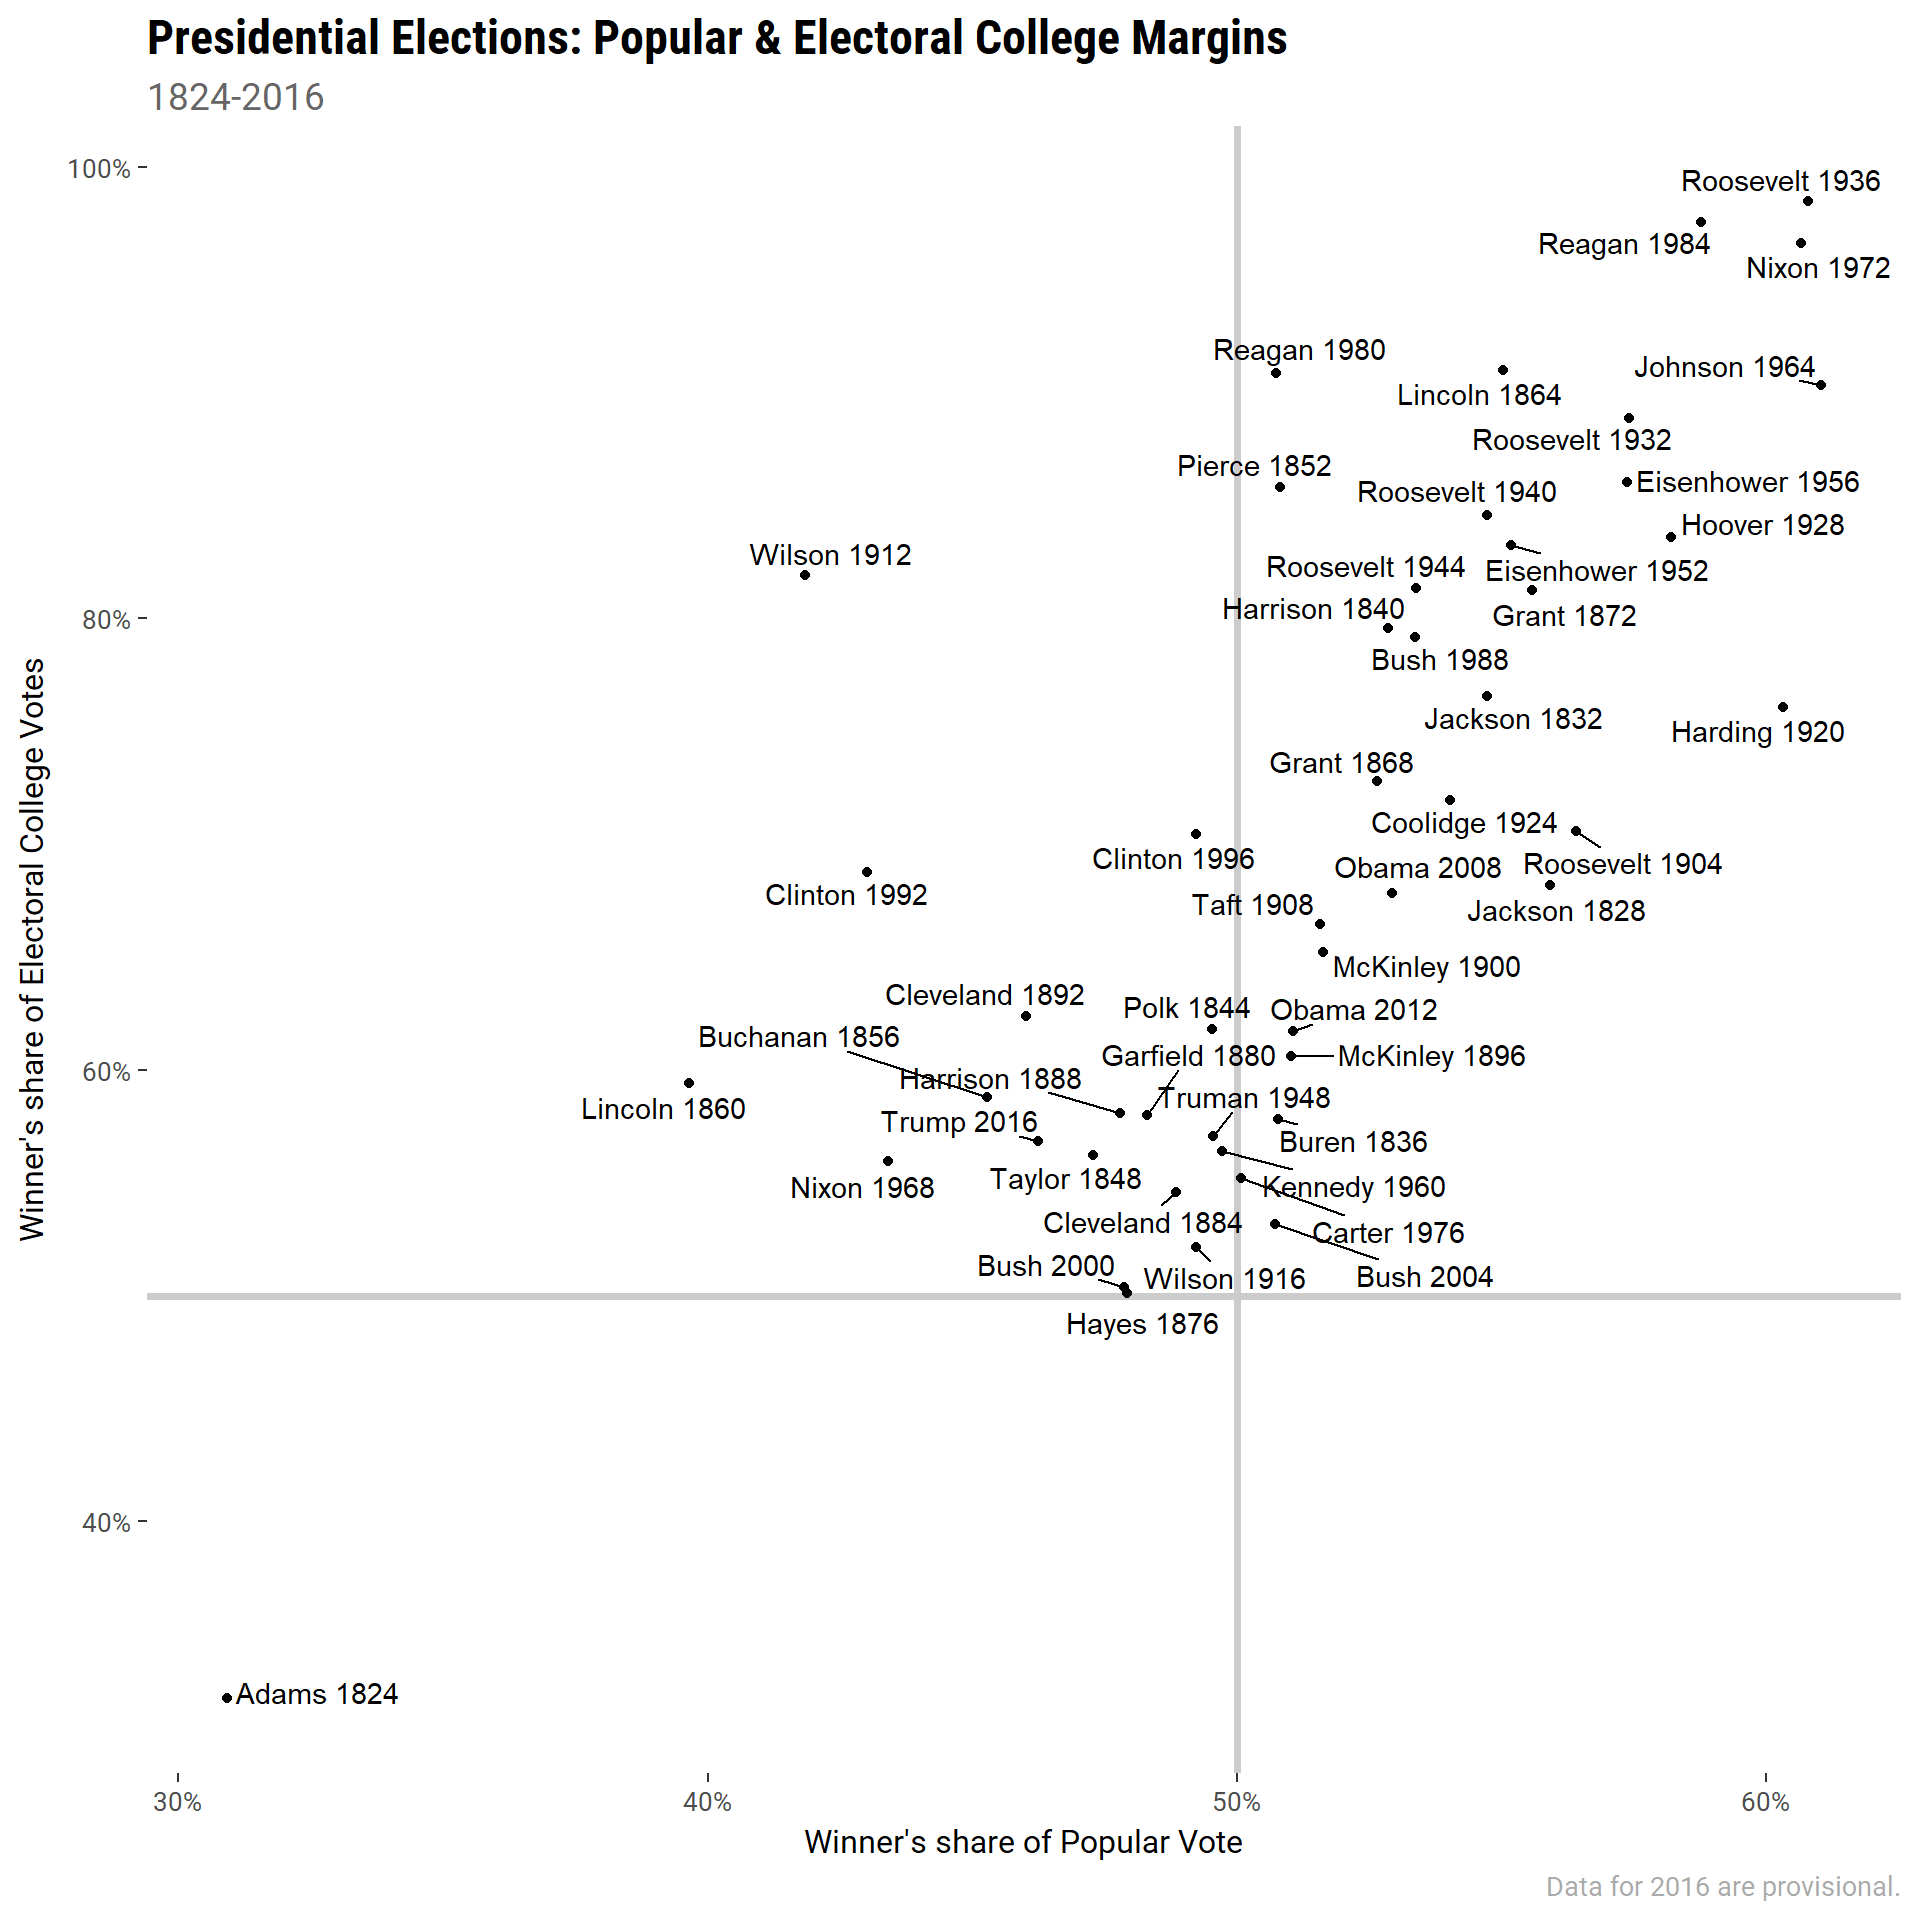 Presidential Elections: Popular & Electoral College Margins
1824-2016
100%
80%
60%
40%
Winner's share of Electoral College Votes
Roosevelt 1936
Reagan 1984
Nixon 1972
Reagan 1980
Johnson 1964
Lincoln 1864
Roosevelt 1932
Pierce 1852
Eisenhower 1956
Roosevelt 1940
Hoover 1928
Wilson 1912
Roosevelt 1944
Eisenhower 1952
Harrison 1840
Grant 1872
Bush 1988
Jackson 1832
Harding 1920
Grant 1868
Coolidge 1924
Clinton 1996
Roosevelt 1904
Obama 2008
Clinton 1992
Taft 1908
Jackson 1828
McKinley 1900
Cleveland 1892
Polk 1844
Obama 2012
Buchanan 1856
Garfield 1880
McKinley 1896
Harrison 1888
Truman 1948
Lincoln 1860
Trump 2016
Buren 1836
Taylor 1848
Nixon 1968
Kennedy 1960
Cleveland 1884
Carter 1976
Bush 2000
Wilson 1916
Bush 2004
Hayes 1876
Adams 1824
30%
40%
50%
60%
Winner's share of Popular Vote
Data for 2016 are provisional.